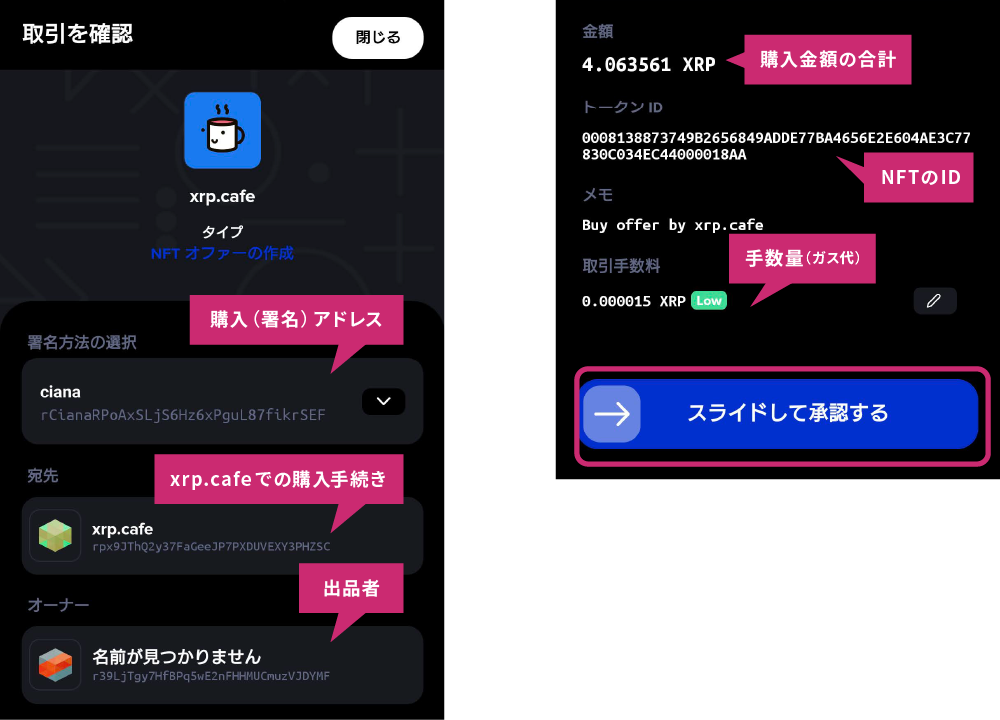 取引を確認
閉じる
xrp.cafe
タイプ
NFT オファーの作成
購入（署名）アドレス
署名方法の選択
ciana
rCianaRPoAxSLjS6Hz6xPguL87fikrSEF
xrp.cafeでの購入手続き
宛先
xrp.cafe
rpx9JThQ2y37FaGeeJP7PXDUVEXY3PHZSC
出品者
オーナー
名前が見つかりません
r39LjTgy7HfBPq5wE2nFHHMUCmuzVJDYMF
金額
4.063561 XRP
購入金額の合計
トークン ID
0008138873749B2656849ADDE77BA4656E2E604AE3C77
830C034EC44000018AA
NFTのID
メモ
Buy offer by xrp.cafe
手数量（ガス代）
取引手数料
0.000015 XRP Low
スライドして承認する